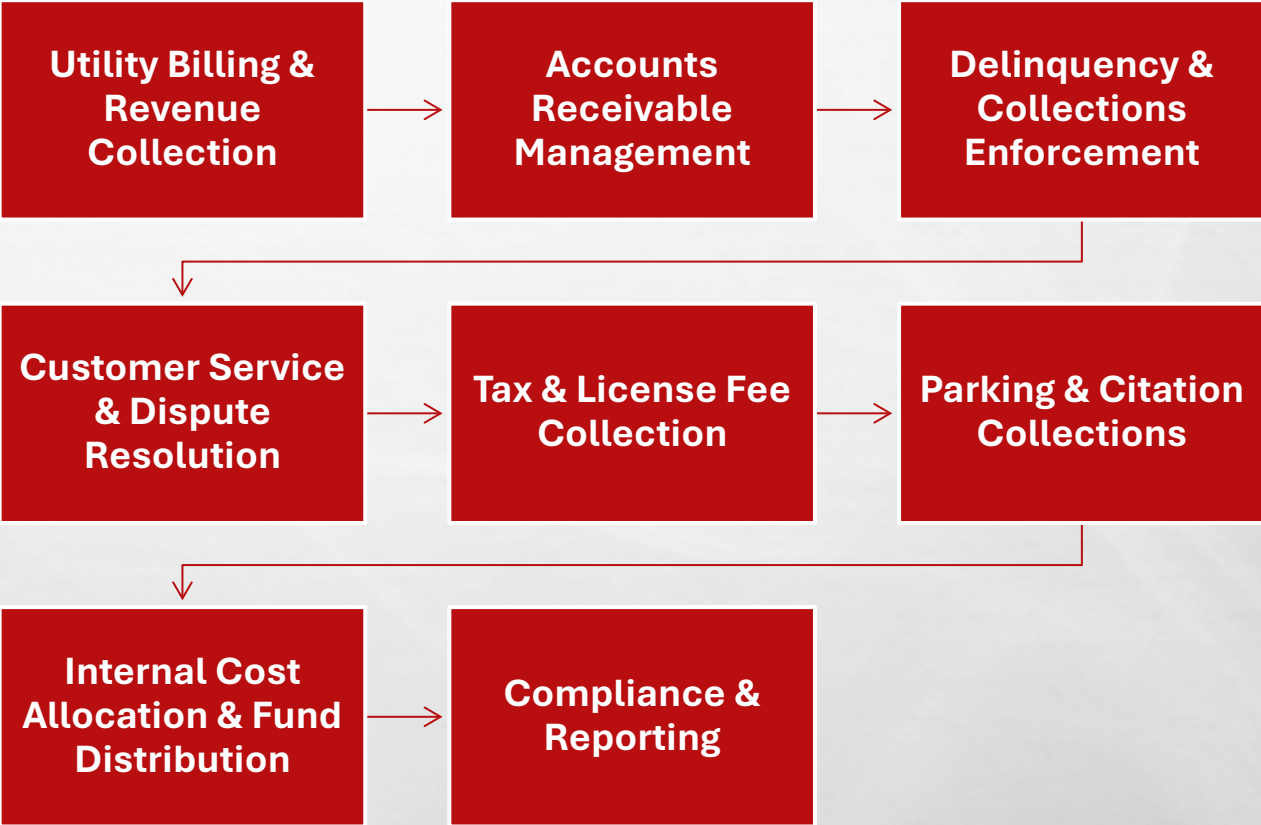 Utility Billing &
Revenue
Collection
Accounts
Receivable
Management
Delinquency &
Collections
Enforcement
Customer Service
& Dispute
Resolution
Tax & License Fee
Collection
Parking & Citation
Collections
Internal Cost
Allocation & Fund
Distribution
Compliance &
Reporting